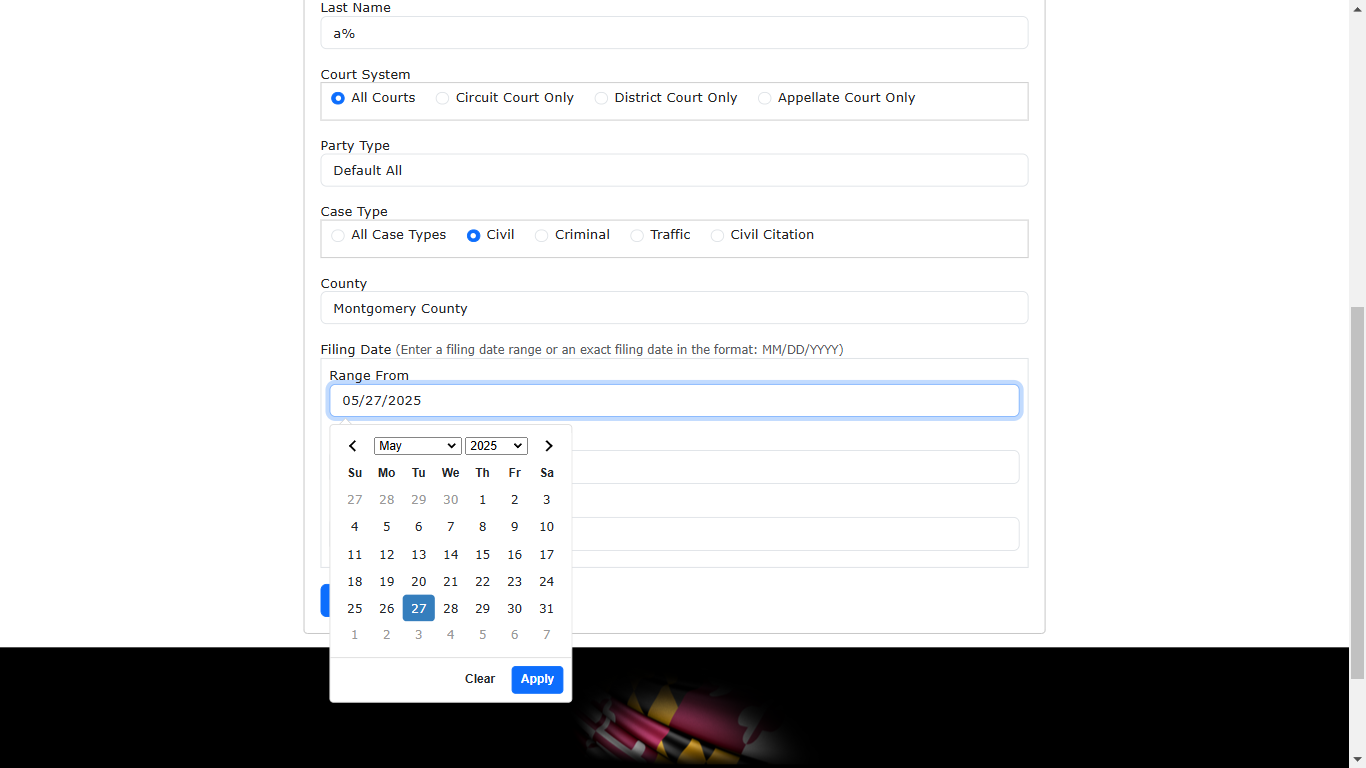 Last Name
a%
Court System
All Courts Circuit Court Only District Court Only Appellate Court Only
Party Type
Default All
Case Type
All Case Types Civil Criminal Traffic Civil Citation
County
Montgomery County
Filing Date (Enter a filing date range or an exact filing date in the format: MM/DD/YYYY)
Range From
05/27/2025
May 2025
Su Mo Tu We Th Fr Sa
27 28 29 30 1 2 3
4 5 6 7 8 9 10
11 12 13 14 15 16 17
18 19 20 21 22 23 24
25 26 27 28 29 30 31
1 2 3 4 5 6 7
Clear Apply